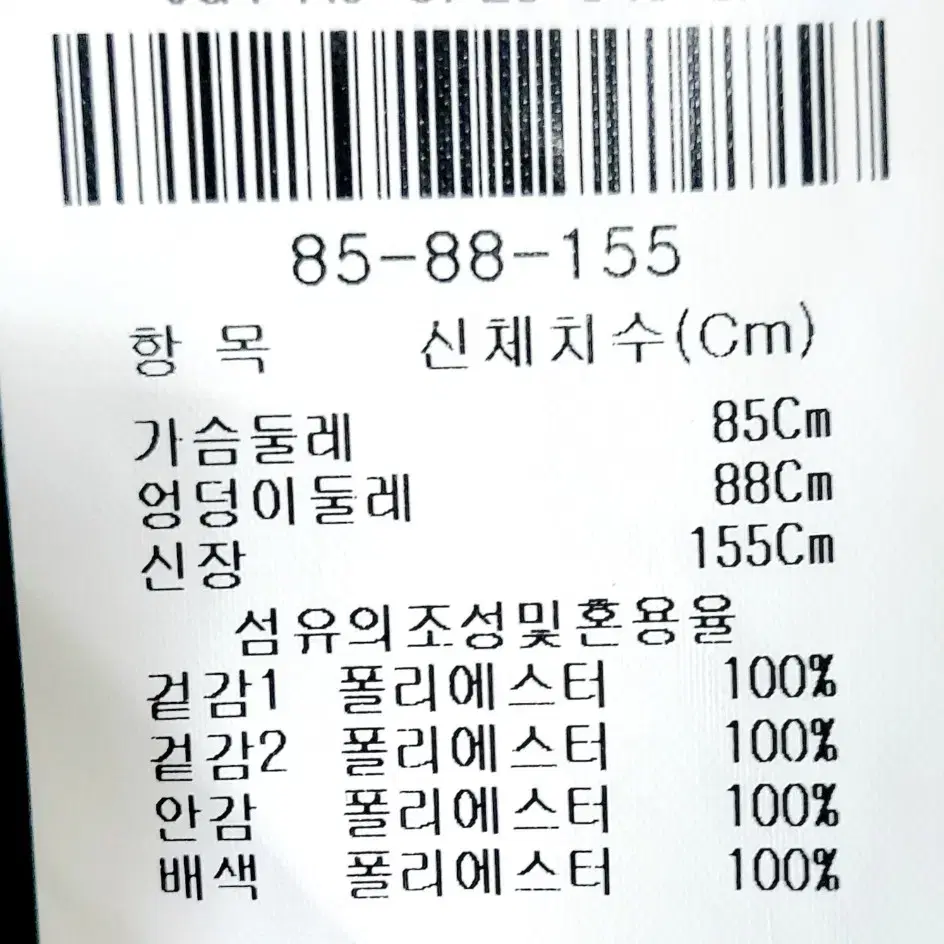 85-88-155
항 목 신체치수(Cm)
가슴둘레 85Cm
엉덩이둘레 88Cm
신장 155Cm
섬유의조성및혼용율
겉감1 폴리에스터 100%
겉감2 폴리에스터 100%
안감 폴리에스터 100%
배색 폴리에스터 100%